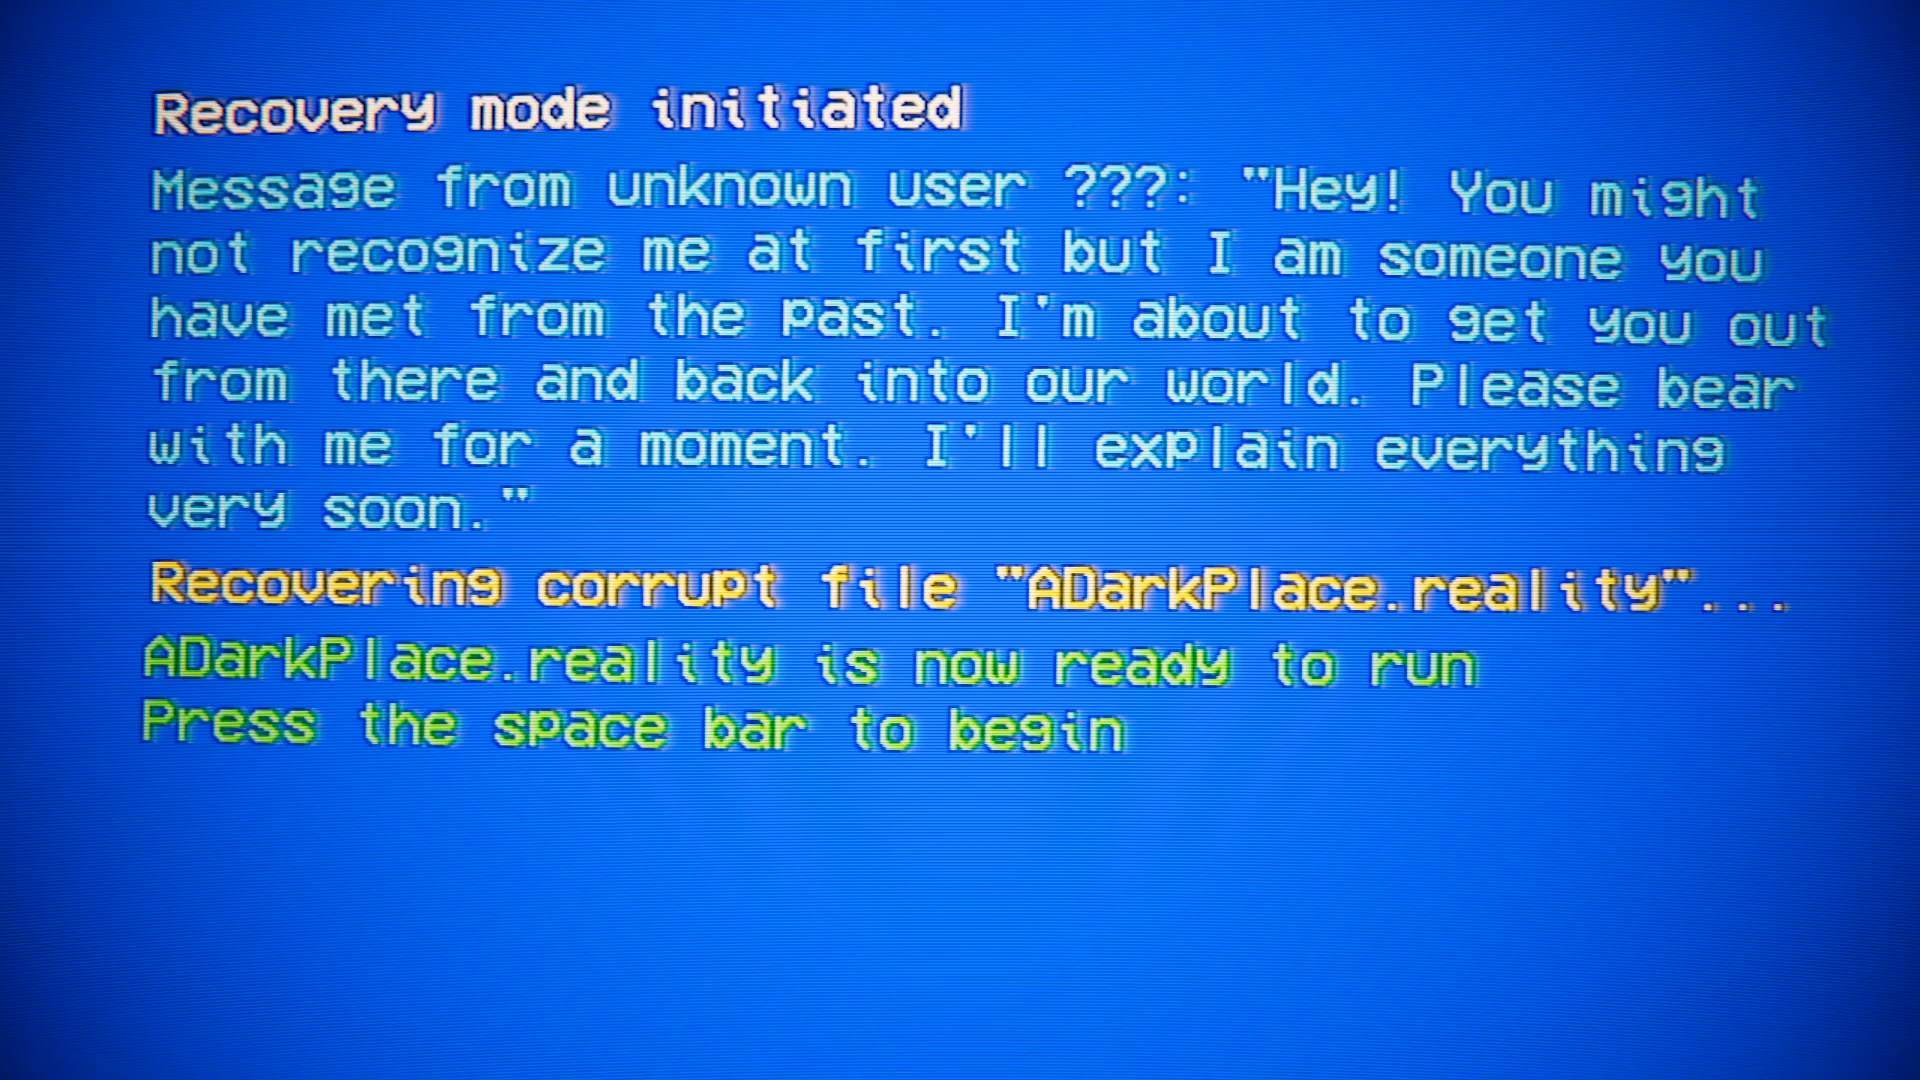 Recovery mode initiated
Message from unknown user ???: "Hey! You might
not recognize me at first but I am someone you
have met from the past. I'm about to get you out
from there and back into our world. Please bear
with me for a moment. I'll explain everything
very soon."
Recovering corrupt file "ADarkPlace.reality"...
ADarkPlace.reality is now ready to run
Press the space bar to begin